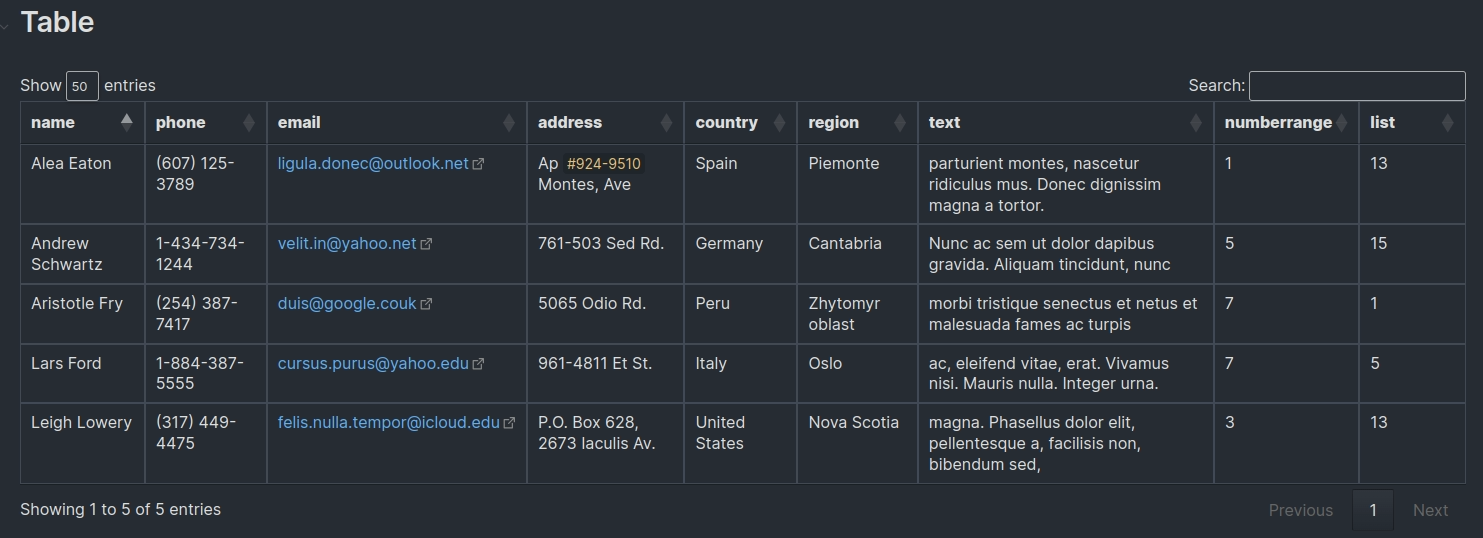 Table
Show 50 entries
Search:
name phone email address country region text numberrange list
Alea Eaton (607) 125- ligula.donec@outlook.net Ap #924-9510 Spain Piemonte parturient montes, nascetur 1 13
3789 Montes, Ave ridiculus mus. Donec dignissim
magna a tortor.
Andrew 1-434-734- velit.in@yahoo.net 761-503 Sed Rd. Germany Cantabria Nunc ac sem ut dolor dapibus 5 15
Schwartz 1244 gravida. Aliquam tincidunt, nunc
Aristotle Fry (254) 387- duis@google.couk 5065 Odio Rd. Peru Zhytomyr morbi tristique senectus et netus et 7 1
7417 oblast malesuada fames ac turpis
Lars Ford 1-884-387- cursus.purus@yahoo.edu 961-4811 Et St. Italy Oslo ac, eleifend vitae, erat. Vivamus 7 5
5555 nisi. Mauris nulla. Integer urna.
Leigh Lowery (317) 449- felis.nulla.tempor@icloud.edu P.O. Box 628, United Nova Scotia magna. Phasellus dolor elit, 3 13
4475 2673 Iaculis Av. States pellentesque a, facilisis non,
bibendum sed,
Showing 1 to 5 of 5 entries
Previous 1 Next